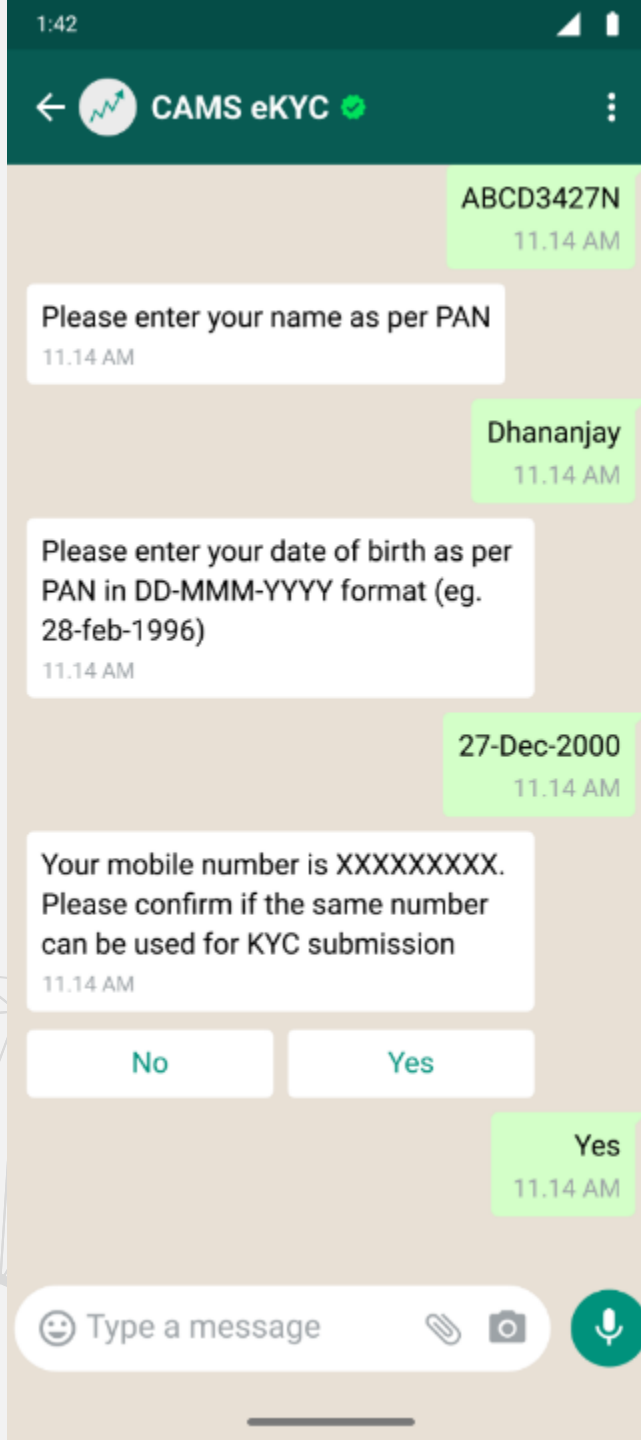 1:42
CAMS eKYC
ABCD3427N
11.14 AM
Please enter your name as per PAN
11.14 AM
Dhananjay
11.14 AM
Please enter your date of birth as per
PAN in DD-MMM-YYYY format (eg.
28-feb-1996)
11.14 AM
27-Dec-2000
11.14 AM
Your mobile number is XXXXXXXXX.
Please confirm if the same number
can be used for KYC submission
11.14 AM
No Yes
Yes
11.14 AM
Type a message